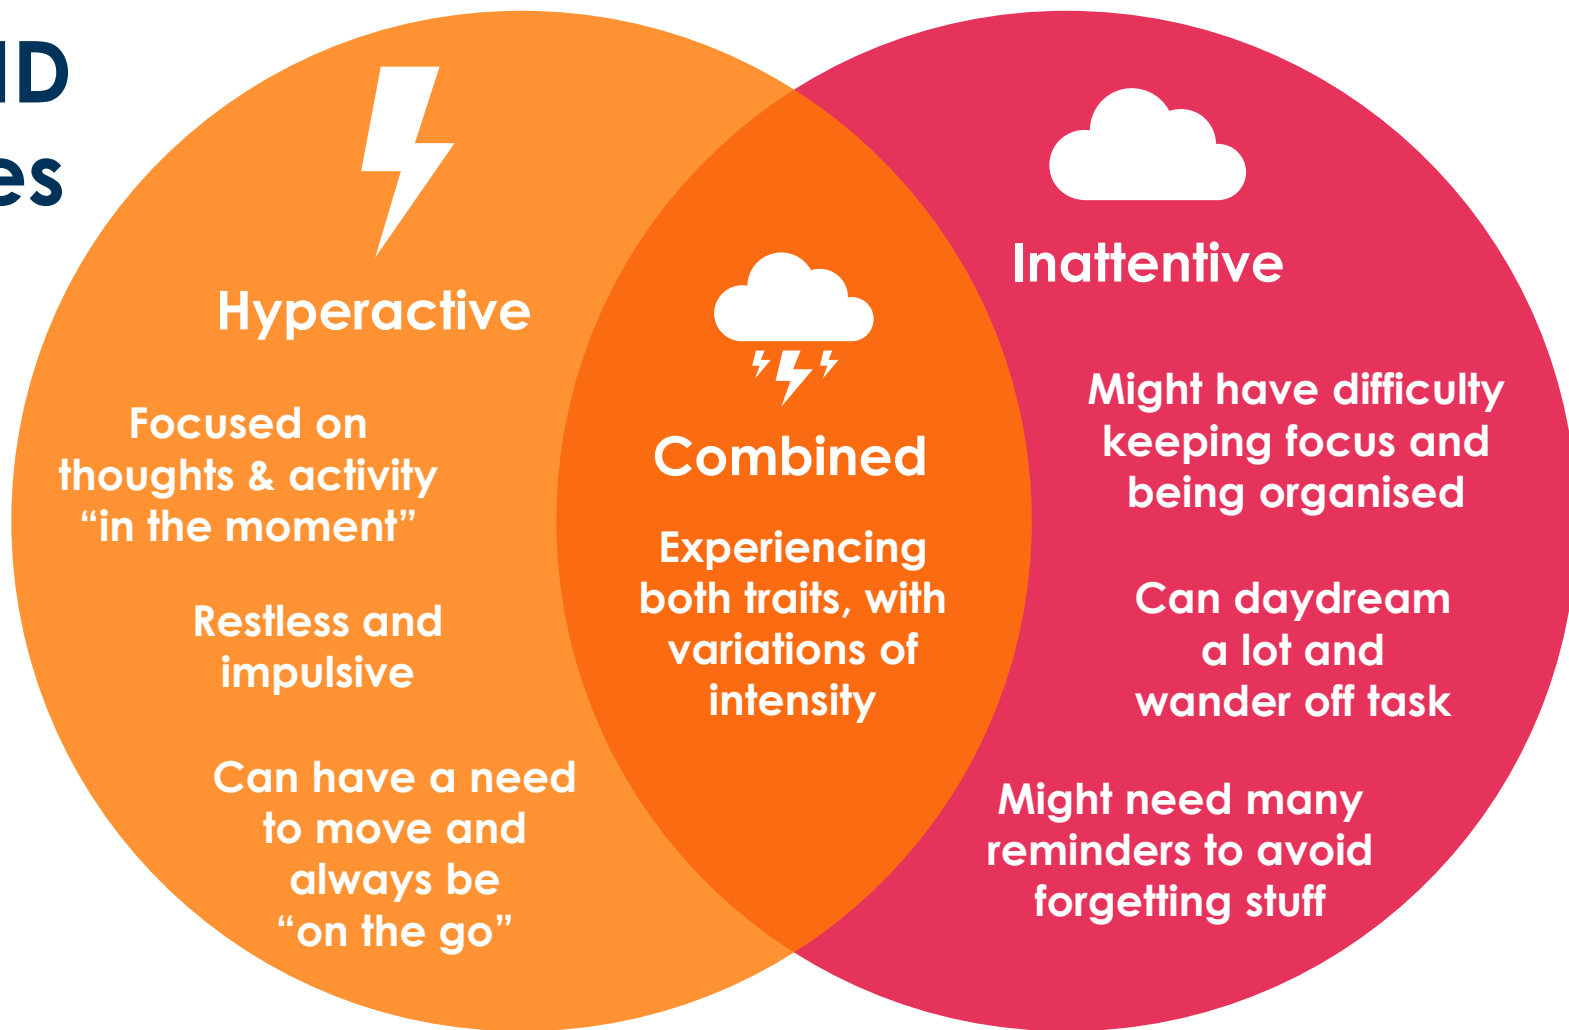 HD
es
Hyperactive
Focused on
thoughts & activity
“in the moment”
Restless and
impulsive
Can have a need
to move and
always be
“on the go”
Combined
Experiencing
both traits, with
variations of
intensity
Inattentive
Might have difficulty
keeping focus and
being organised
Can daydream
a lot and
wander off task
Might need many
reminders to avoid
forgetting stuff